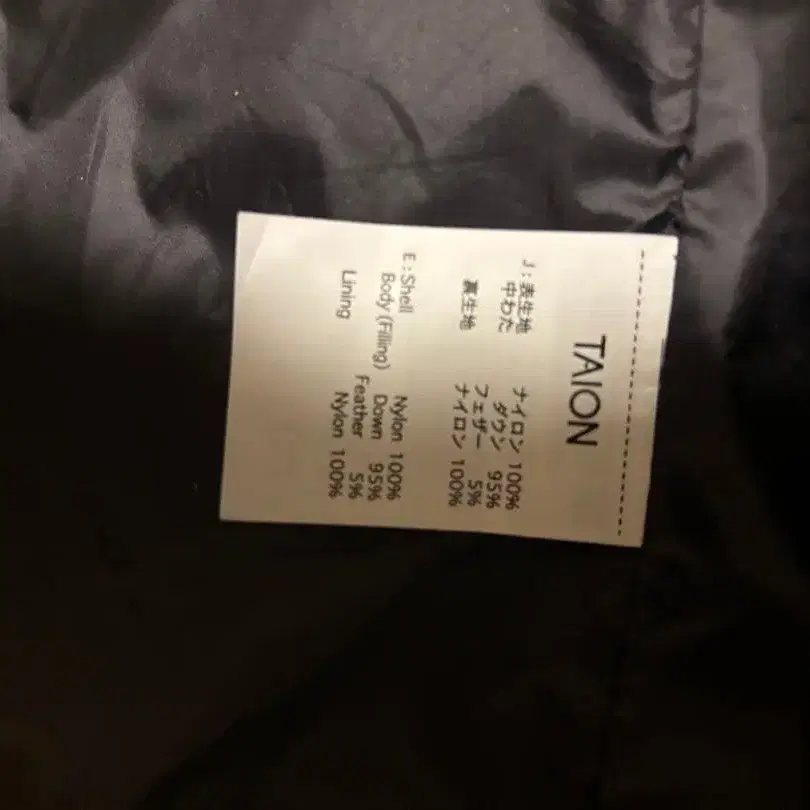 TAION
J : 表生地 ナイロン 100%
中わた ダウン 95%
フェザー 5%
裏生地 ナイロン 100%
E : Shell Nylon 100%
Body (Filling) Down 95%
Feather 5%
Lining Nylon 100%